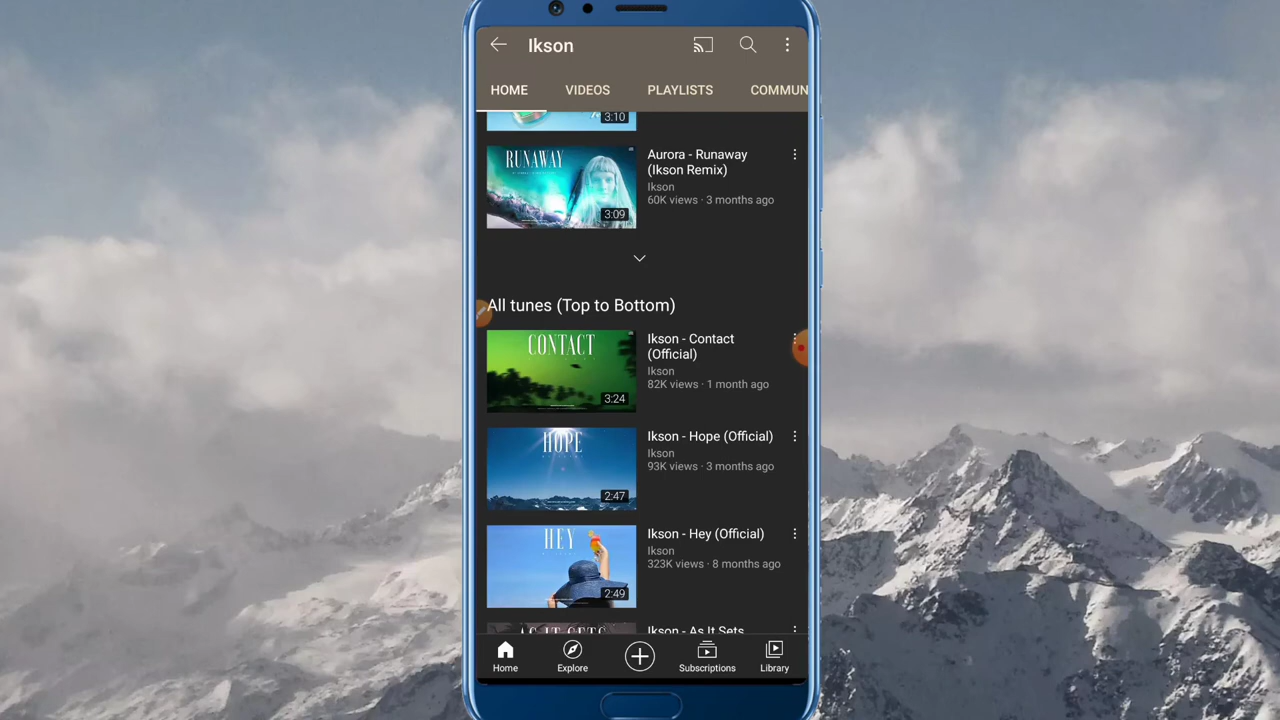 Ikson
HOME VIDEOS PLAYLISTS COMMUN
3:10
RUNAWAY
3:09
Aurora - Runaway
(Ikson Remix)
Ikson
60K views · 3 months ago
All tunes (Top to Bottom)
CONTACT
3:24
Ikson - Contact
(Official)
Ikson
82K views · 1 month ago
HOPE
2:47
Ikson - Hope (Official)
Ikson
93K views · 3 months ago
HEY
2:49
Ikson - Hey (Official)
Ikson
323K views · 8 months ago
AS IT SETS
Ikson - As It Sets
Home Explore Subscriptions Library